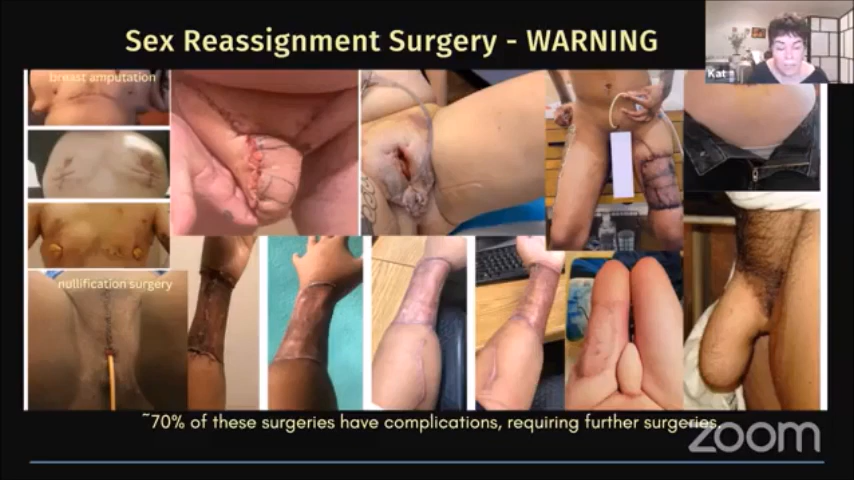 Sex Reassignment Surgery - WARNING
Kat
breast amputation
nullification surgery
~70% of these surgeries have complications, requiring further surgeries.
zoom